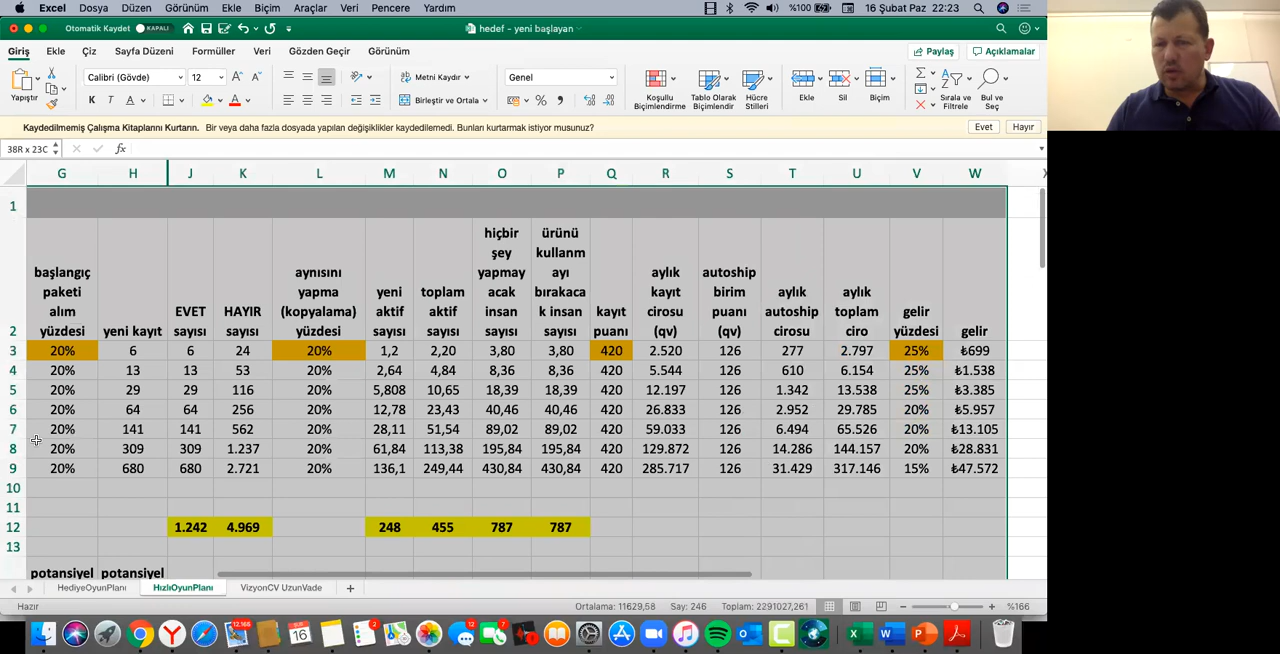 Excel Dosya Düzen Görünüm Ekle Biçim Araçlar Veri Pencere Yardım %100 16 Şubat Paz 22:23
Otomatik Kaydet KAPALI hedef - yeni başlayan
Giriş Ekle Çiz Sayfa Düzeni Formüller Veri Gözden Geçir Görünüm Paylaş Açıklamalar
Yapıştır Calibri (Gövde) 12 Metni Kaydır Genel Koşullu Biçimlendirme Tablo Olarak Biçimlendir Hücre Stilleri Ekle Sil Biçim Sırala ve Filtrele Bul ve Seç
K T A Birleştir ve Ortala
Kaydedilmemiş Çalışma Kitaplarını Kurtarın. Bir veya daha fazla dosyada yapılan değişiklikler kaydedilemedi. Bunları kurtarmak istiyor musunuz? Evet Hayır
38R x 23C fx
G H J K L M N O P Q R S T U V W X
1
2 başlangıç paketi alım yüzdesi yeni kayıt EVET sayısı HAYIR sayısı aynısını yapma (kopyalama) yüzdesi yeni aktif sayısı toplam aktif sayısı hiçbir şey yapmayacak insan sayısı ürünü kullanmayı bırakacak insan sayısı kayıt puanı aylık kayıt cirosu (qv) autoship birim puanı (qv) aylık autoship cirosu aylık toplam ciro gelir yüzdesi gelir
3 20% 6 6 24 20% 1,2 2,20 3,80 3,80 420 2.520 126 277 2.797 25% ₺699
4 20% 13 13 53 20% 2,64 4,84 8,36 8,36 420 5.544 126 610 6.154 25% ₺1.538
5 20% 29 29 116 20% 5,808 10,65 18,39 18,39 420 12.197 126 1.342 13.538 25% ₺3.385
6 20% 64 64 256 20% 12,78 23,43 40,46 40,46 420 26.833 126 2.952 29.785 20% ₺5.957
7 20% 141 141 562 20% 28,11 51,54 89,02 89,02 420 59.033 126 6.494 65.526 20% ₺13.105
8 20% 309 309 1.237 20% 61,84 113,38 195,84 195,84 420 129.872 126 14.286 144.157 20% ₺28.831
9 20% 680 680 2.721 20% 136,1 249,44 430,84 430,84 420 285.717 126 31.429 317.146 15% ₺47.572
10
11
12 1.242 4.969 248 455 787 787
13
potansiyel potansiyel
HediyeOyunPlanı HızlıOyunPlanı VizyonCV UzunVade
Hazır Ortalama: 11629,58 Say: 246 Toplam: 2291027,261 %166